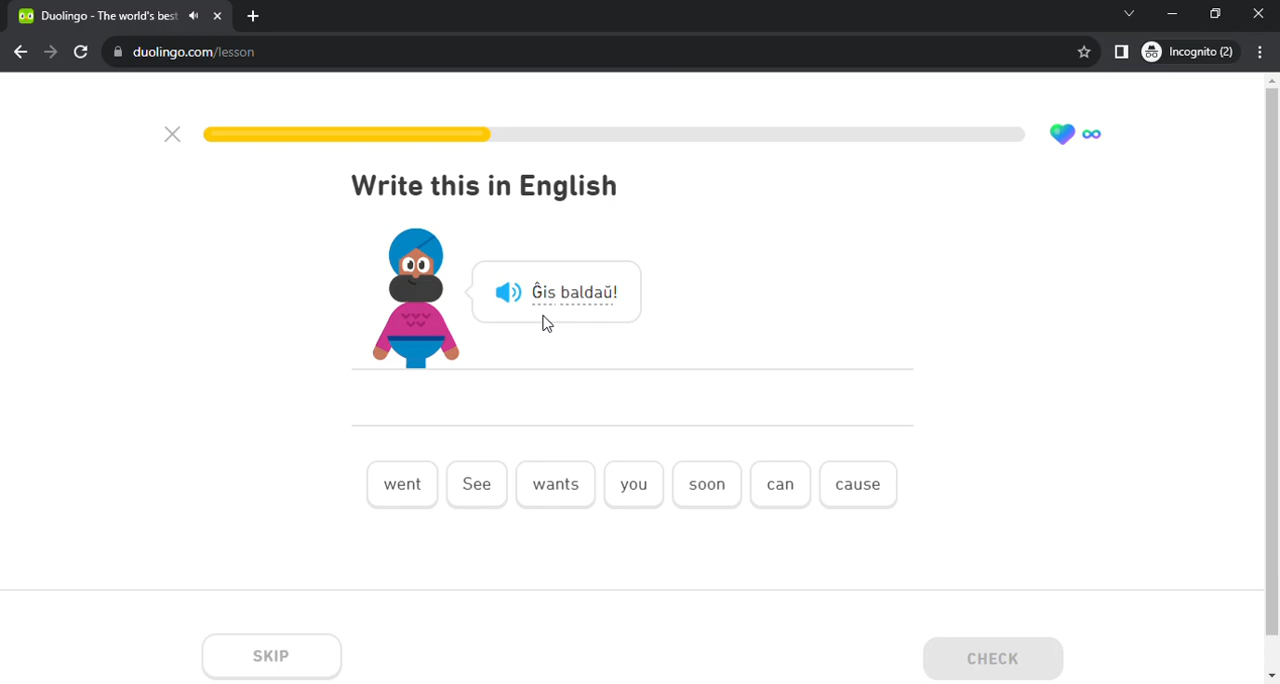 Duolingo - The world's best
duolingo.com/lesson
Incognito (2)
Write this in English
Ĝis baldaŭ!
went See wants you soon can cause
SKIP
CHECK